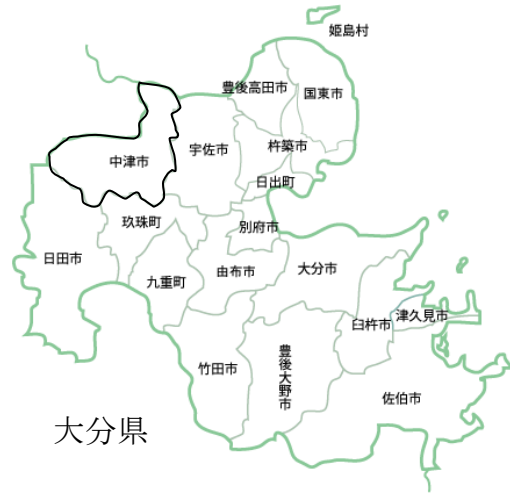 姫島村
豊後高田市
国東市
中津市
宇佐市
杵築市
日出町
玖珠町
別府市
日田市
九重町
由布市
大分市
臼杵市
津久見市
竹田市
豊後大野市
佐伯市
大分県